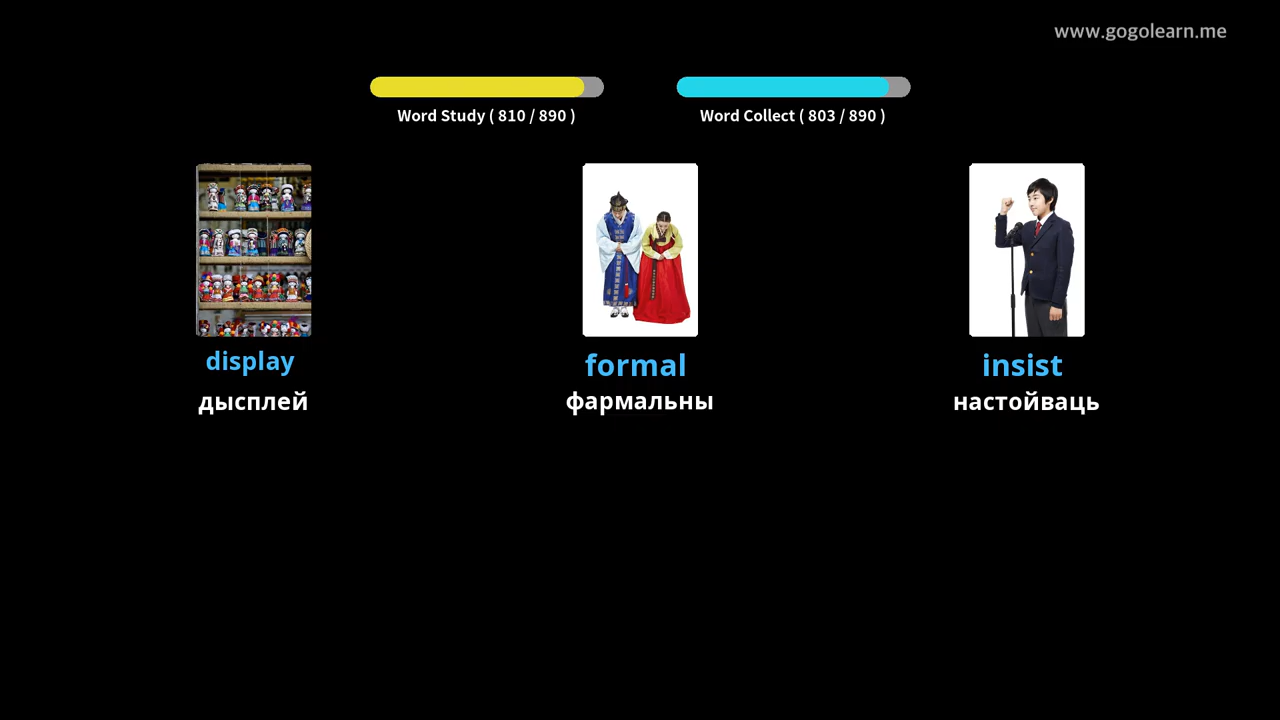 www.gogolearn.me
Word Study ( 810 / 890 )
Word Collect ( 803 / 890 )
display
formal
insist
дысплей
фармальны
настойваць